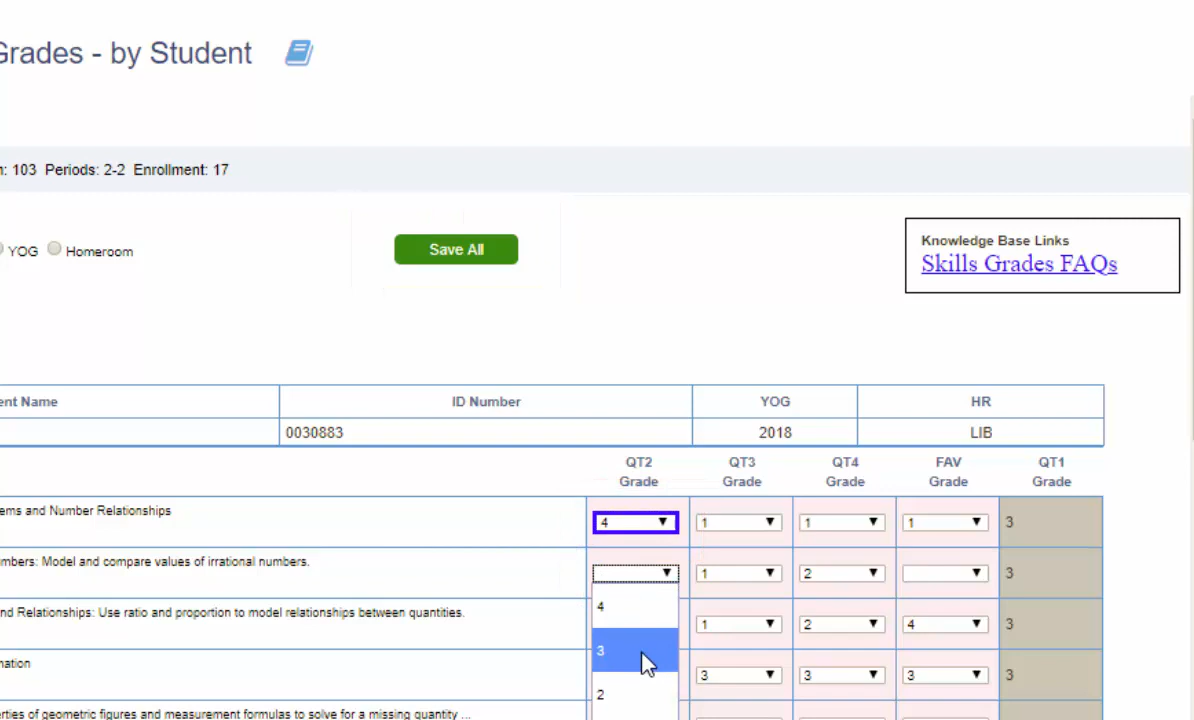 Grades - by Student
n: 103 Periods: 2-2 Enrollment: 17
YOG Homeroom
Save All
Knowledge Base Links
Skills Grades FAQs
ent Name ID Number YOG HR
0030883 2018 LIB
QT2 QT3 QT4 FAV QT1
Grade Grade Grade Grade Grade
ems and Number Relationships 4 1 1 1 3
mbers: Model and compare values of irrational numbers. 1 2 3
nd Relationships: Use ratio and proportion to model relationships between quantities. 1 2 4 3
4
3
nation 3 3 3 3
2
rties of geometric figures and measurement formulas to solve for a missing quantity ...